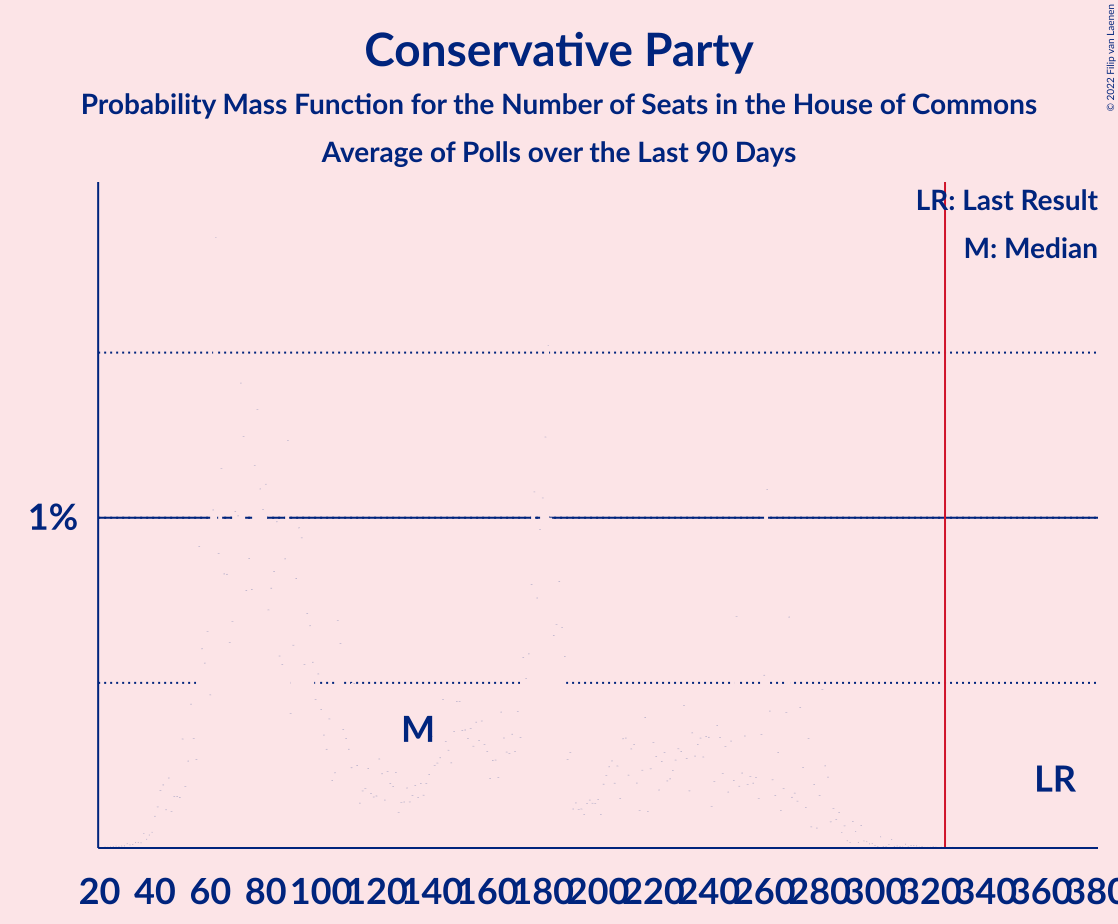 Conservative Party
Probability Mass Function for the Number of Seats in the House of Commons
Average of Polls over the Last 90 Days
© 2022 Filip van Laenen
LR: Last Result
M: Median
1%
M
LR
20 40 60 80 100 120 140 160 180 200 220 240 260 280 300 320 340 360 380